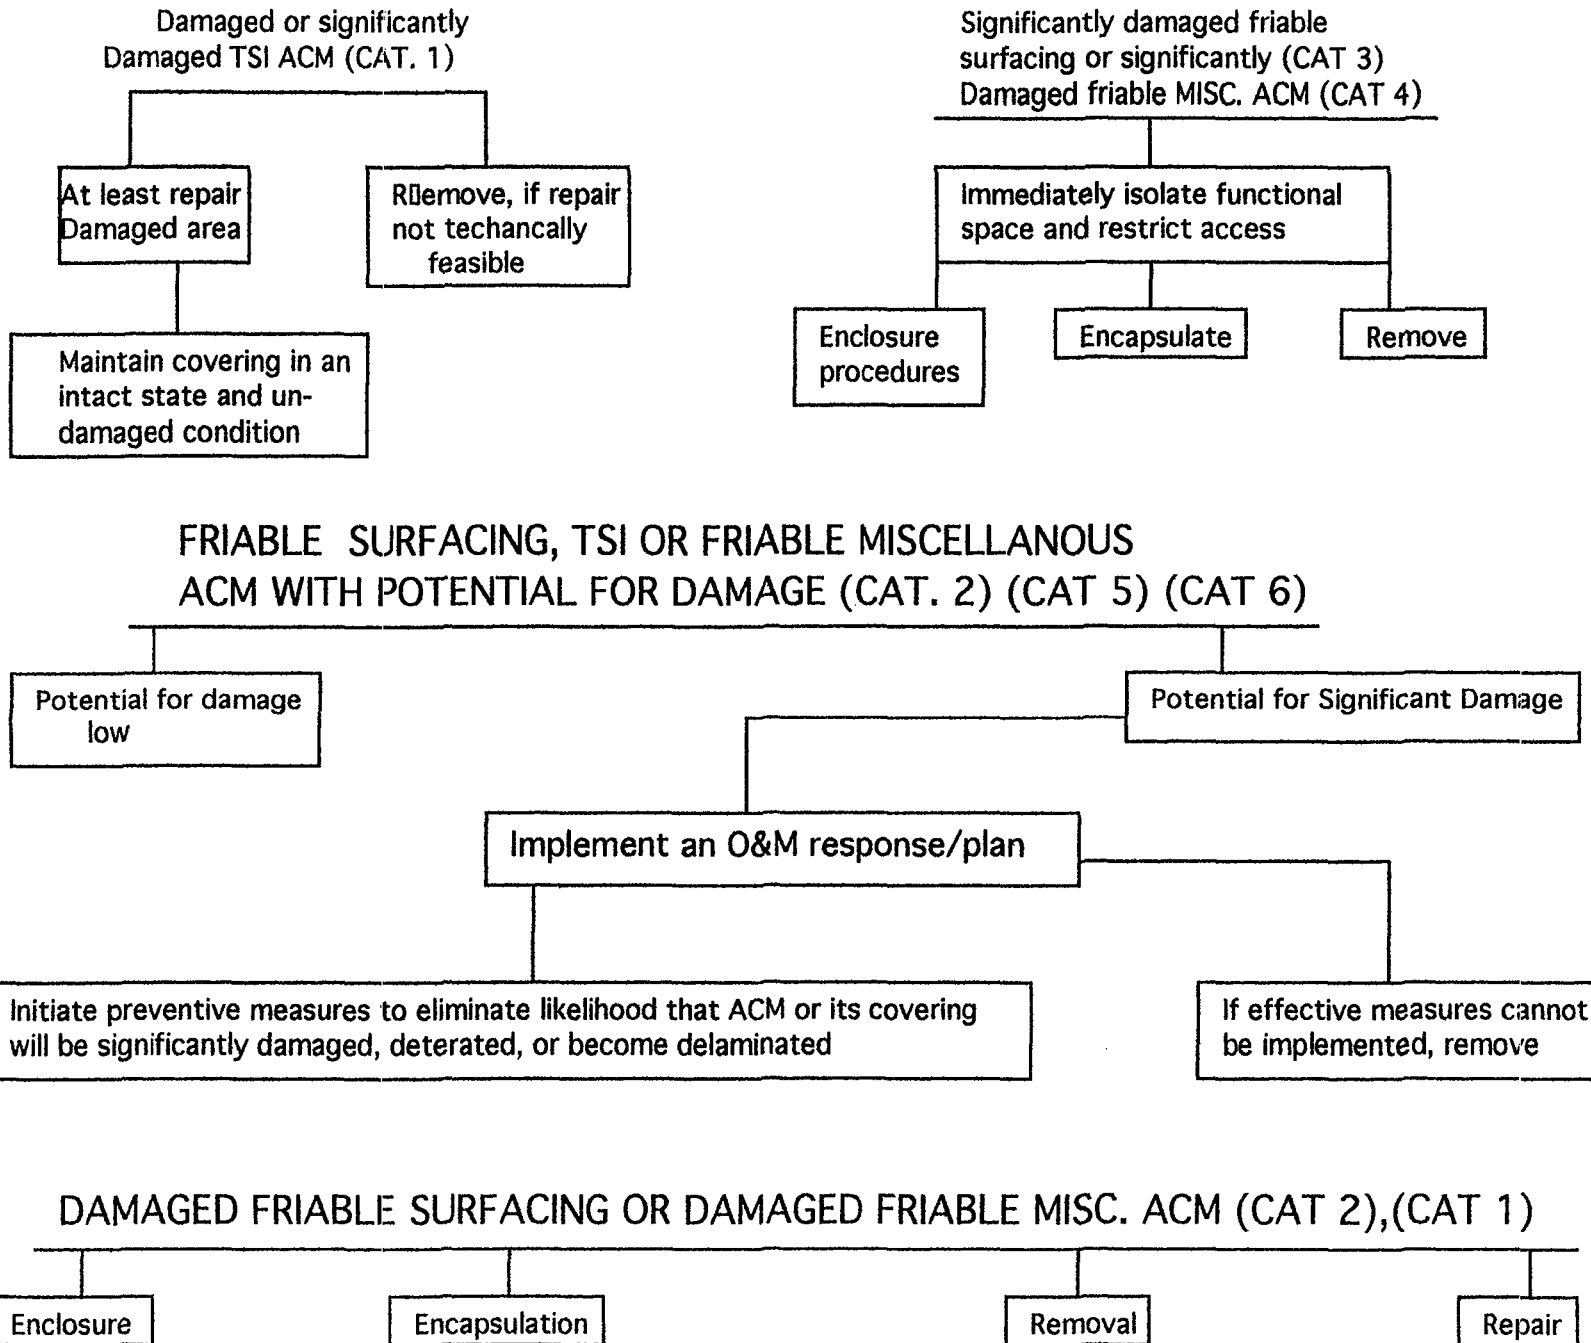 Damaged or significantly
Damaged TSI ACM (CAT. 1)
At least repair
Damaged area
R▯emove, if repair
not techancally
feasible
Maintain covering in an
intact state and un-
damaged condition
Significantly damaged friable
surfacing or significantly (CAT 3)
Damaged friable MISC. ACM (CAT 4)
Immediately isolate functional
space and restrict access
Enclosure
procedures
Encapsulate
Remove
FRIABLE SURFACING, TSI OR FRIABLE MISCELLANOUS
ACM WITH POTENTIAL FOR DAMAGE (CAT. 2) (CAT 5) (CAT 6)
Potential for damage
low
Potential for Significant Damage
Implement an O&M response/plan
Initiate preventive measures to eliminate likelihood that ACM or its covering
will be significantly damaged, deterated, or become delaminated
If effective measures cannot
be implemented, remove
DAMAGED FRIABLE SURFACING OR DAMAGED FRIABLE MISC. ACM (CAT 2),(CAT 1)
Enclosure
Encapsulation
Removal
Repair